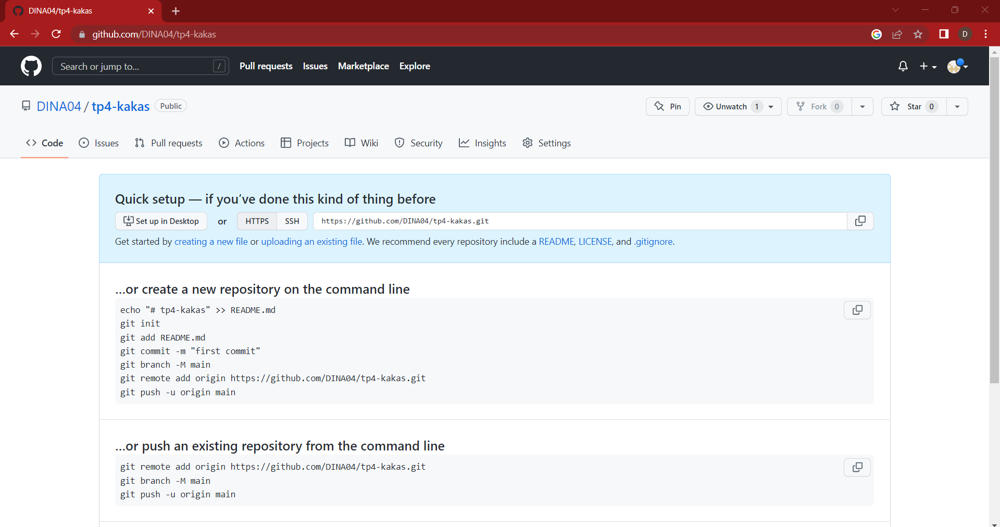 DINA04/tp4-kakas
github.com/DINA04/tp4-kakas
D
Search or jump to...
/
Pull requests
Issues
Marketplace
Explore
DINA04 / tp4-kakas
Public
Pin
Unwatch 1
Fork 0
Star 0
Code
Issues
Pull requests
Actions
Projects
Wiki
Security
Insights
Settings
Quick setup — if you’ve done this kind of thing before
Set up in Desktop
or
HTTPS
SSH
https://github.com/DINA04/tp4-kakas.git
Get started by creating a new file or uploading an existing file. We recommend every repository include a README, LICENSE, and .gitignore.
…or create a new repository on the command line
echo "# tp4-kakas" >> README.md
git init
git add README.md
git commit -m "first commit"
git branch -M main
git remote add origin https://github.com/DINA04/tp4-kakas.git
git push -u origin main
…or push an existing repository from the command line
git remote add origin https://github.com/DINA04/tp4-kakas.git
git branch -M main
git push -u origin main